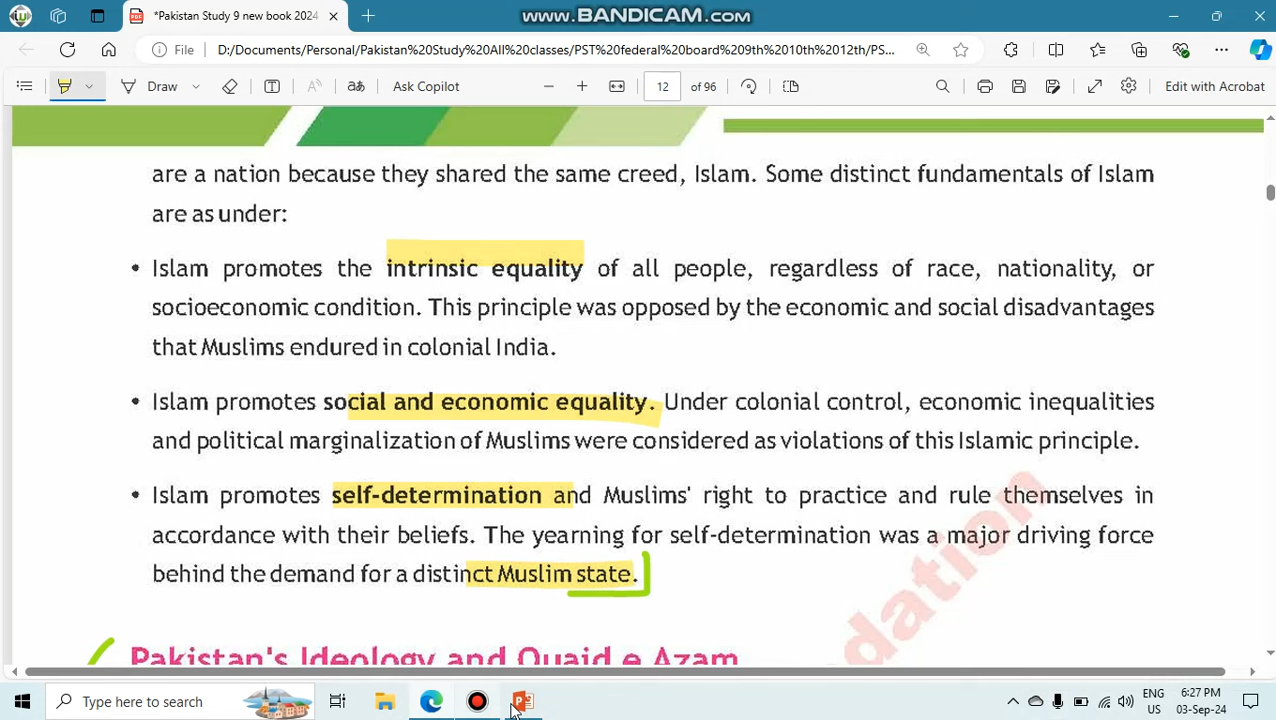 *Pakistan Study 9 new book 2024
www.BANDICAM.com
File D:/Documents/Personal/Pakistan%20Study%20All%20classes/PST%20federal%20board%209th%2010th%2012th/PS...
Draw Ask Copilot 12 of 96 Edit with Acrobat
are a nation because they shared the same creed, Islam. Some distinct fundamentals of Islam
are as under:
• Islam promotes the intrinsic equality of all people, regardless of race, nationality, or
socioeconomic condition. This principle was opposed by the economic and social disadvantages
that Muslims endured in colonial India.
• Islam promotes social and economic equality. Under colonial control, economic inequalities
and political marginalization of Muslims were considered as violations of this Islamic principle.
• Islam promotes self-determination and Muslims' right to practice and rule themselves in
accordance with their beliefs. The yearning for self-determination was a major driving force
behind the demand for a distinct Muslim state.
dation
Pakistan's Ideology and Quaid e Azam
Type here to search
ENG 6:27 PM
US 03-Sep-24